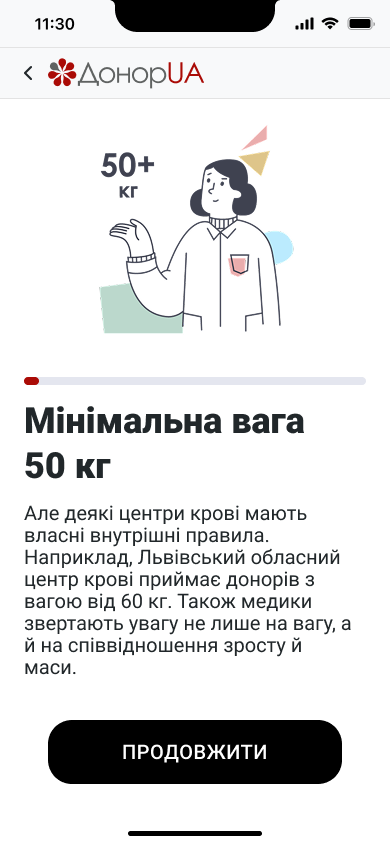 11:30
ДонорUA
50+
кг
Мінімальна вага
50 кг
Але деякі центри крові мають
власні внутрішні правила.
Наприклад, Львівський обласний
центр крові приймає донорів з
вагою від 60 кг. Також медики
звертають увагу не лише на вагу, а
й на співвідношення зросту й
маси.
ПРОДОВЖИТИ